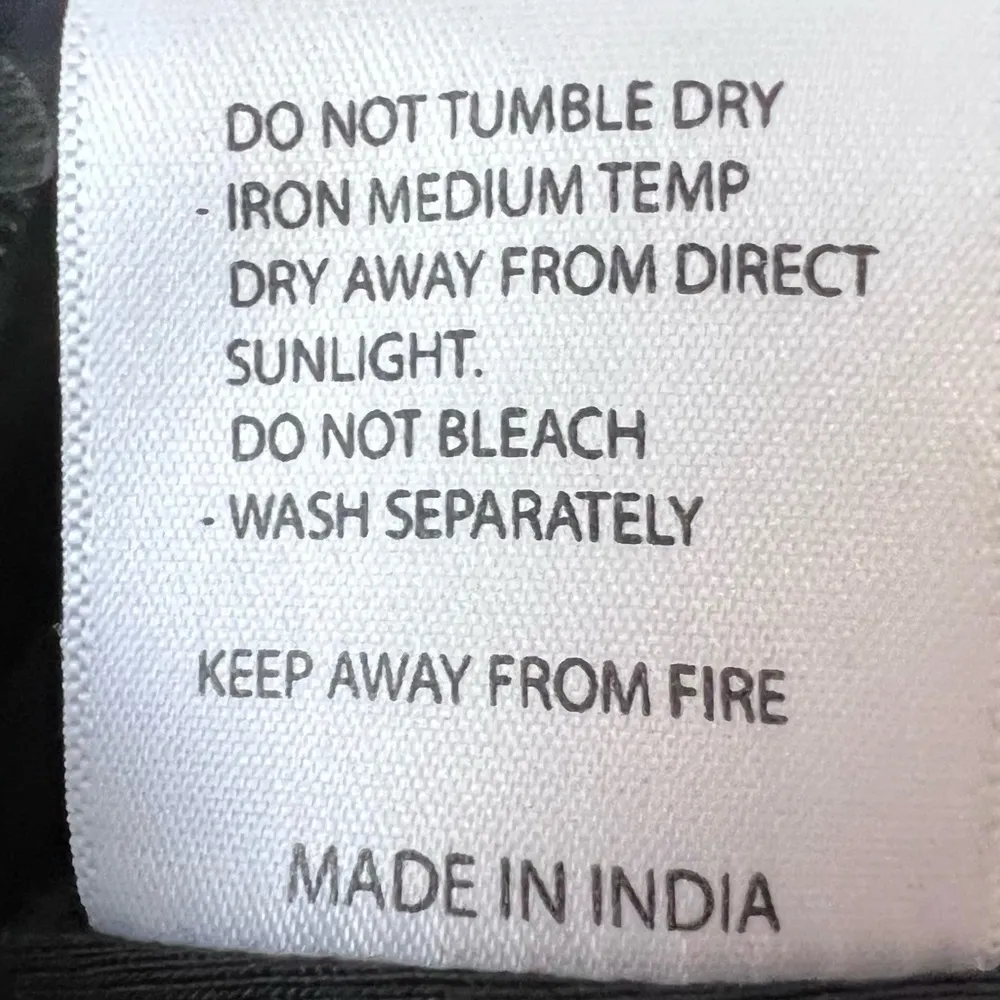 DO NOT TUMBLE DRY
- IRON MEDIUM TEMP
DRY AWAY FROM DIRECT
SUNLIGHT.
DO NOT BLEACH
- WASH SEPARATELY
KEEP AWAY FROM FIRE
MADE IN INDIA